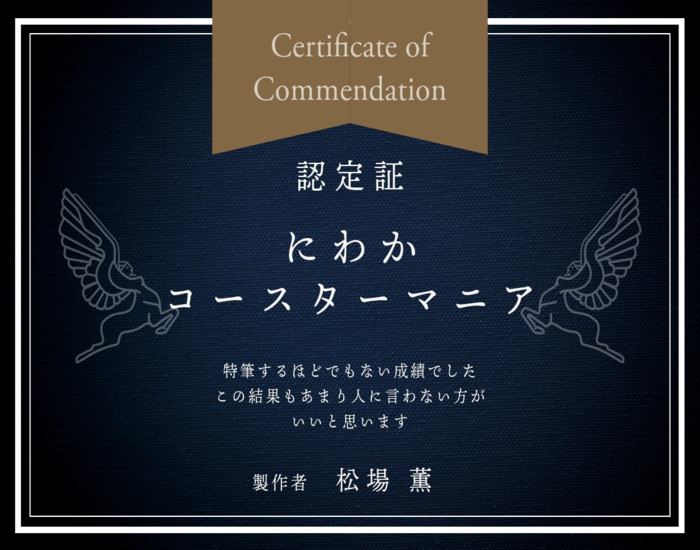 Certificate of
Commendation
認定証
にわか
コースターマニア
特筆するほどでもない成績でした
この結果もあまり人に言わない方が
いいと思います
製作者 松場 薫